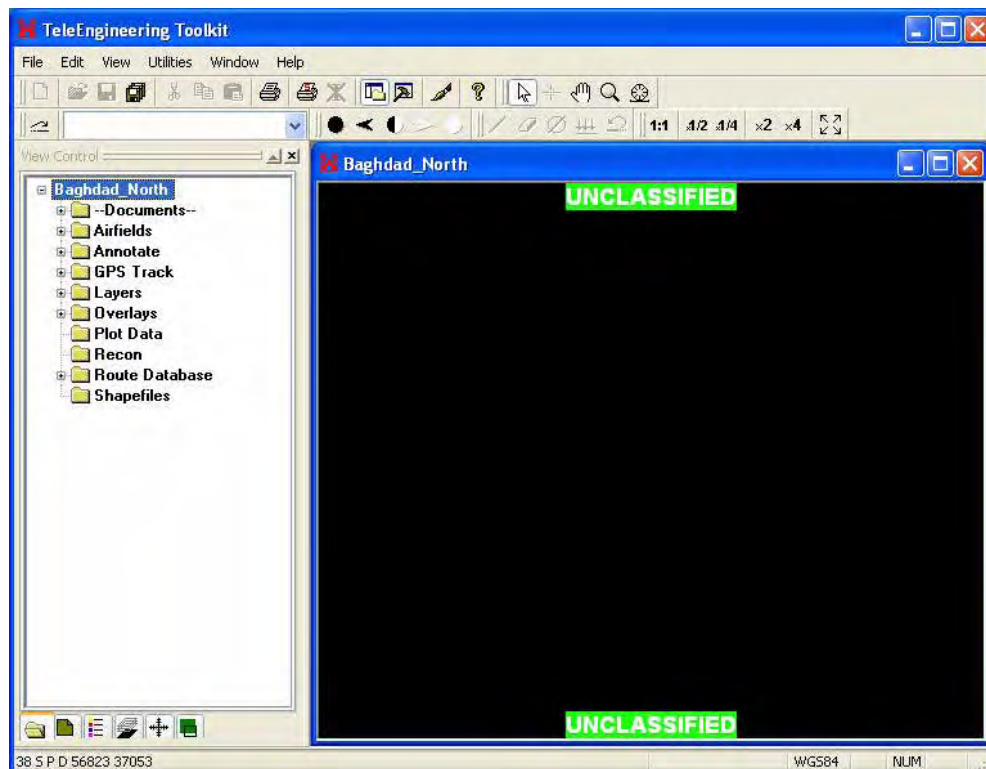 TeleEngineering Toolkit
File Edit View Utilities Window Help
1:1 1/2 1/4 x2 x4
View Control
Baghdad_North
Baghdad_North
--Documents--
Airfields
Annotate
GPS Track
Layers
Overlays
Plot Data
Recon
Route Database
Shapefiles
UNCLASSIFIED
UNCLASSIFIED
38 S P D 56823 37053 WGS84 NUM